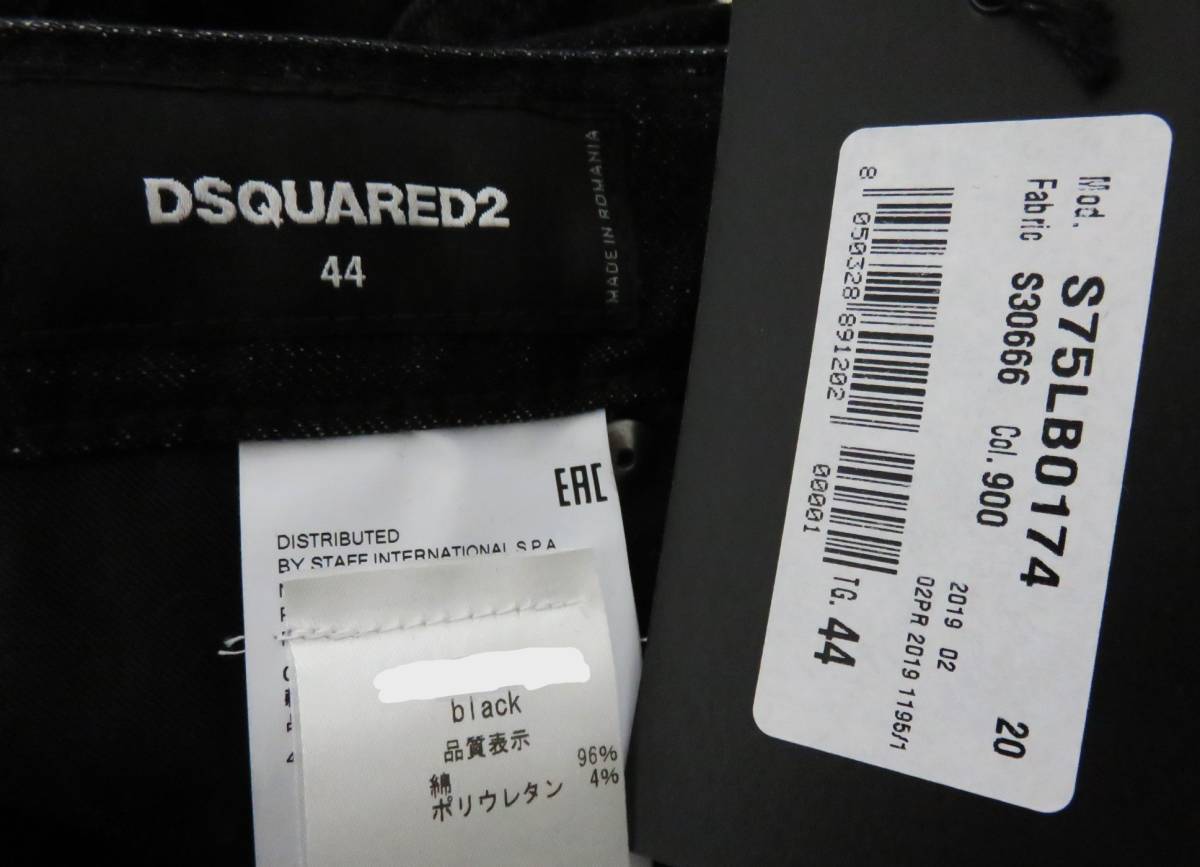 DSQUARED2
44
MADE IN ROMANIA
EAC
DISTRIBUTED
BY STAFF INTERNATIONAL S.P.A.
black
品質表示
綿 96%
ポリウレタン 4%
Mod. S75LB0174 20
Fabric S30666 Col.900
2019 02
02PR 2019 1195/1
8 050328 891202 00001
TG. 44